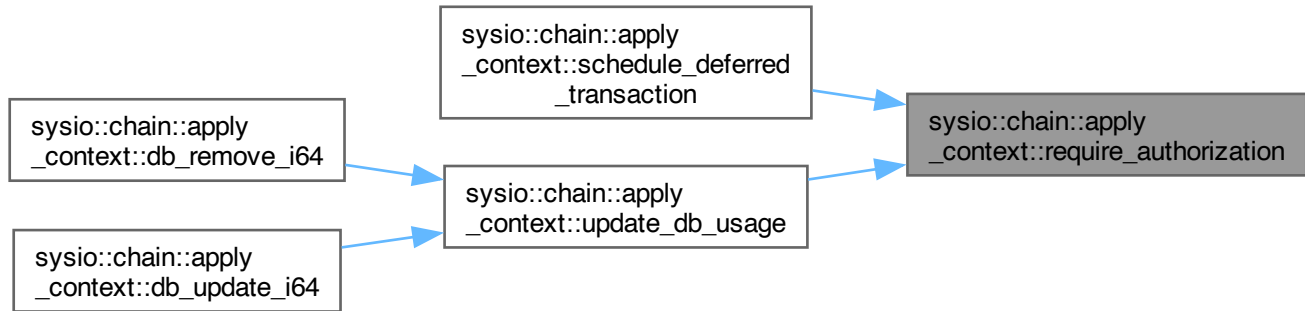 sysio::chain::apply
_context::schedule_deferred
_transaction
sysio::chain::apply
_context::db_remove_i64
sysio::chain::apply
_context::require_authorization
sysio::chain::apply
_context::update_db_usage
sysio::chain::apply
_context::db_update_i64